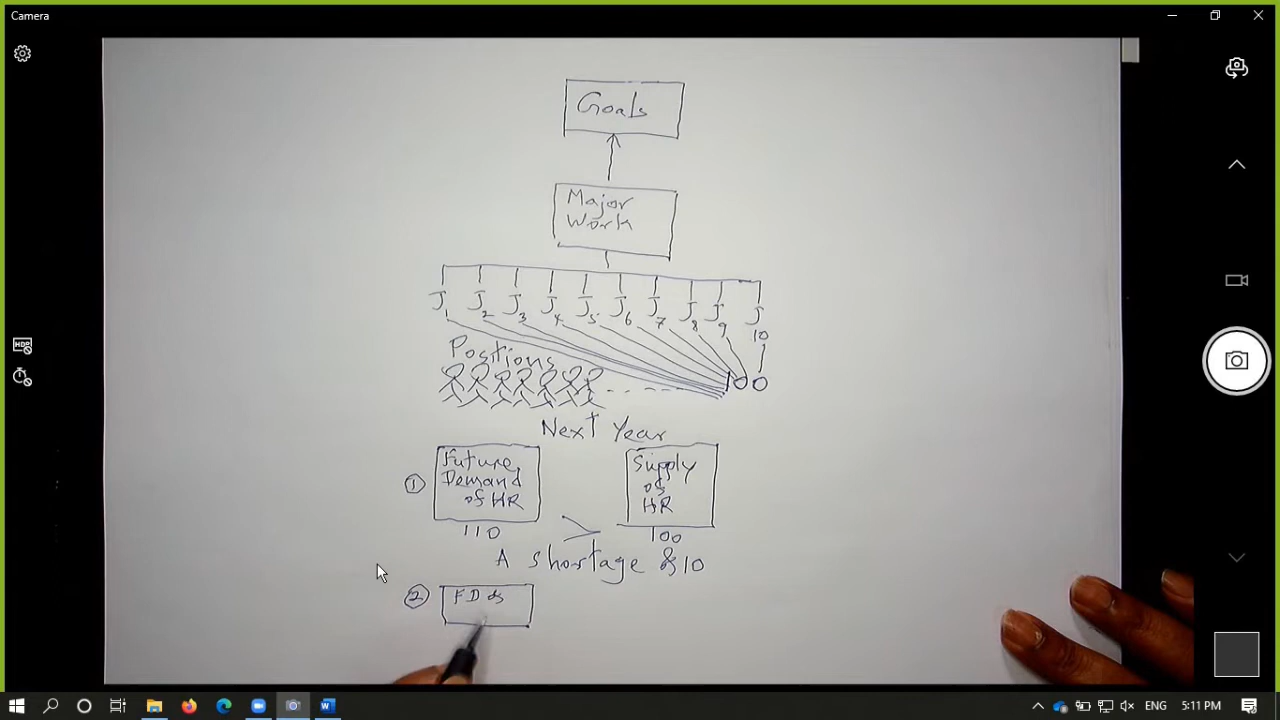 Camera
Goals
Major
Work
J1 J2 J3 J4 J5 J6 J7 J8 J9 J10
Positions
100
Next Year
1 Future Demand of HR
110
>
Supply of HR
100
A shortage of 10
2 FD of
ENG 5:11 PM